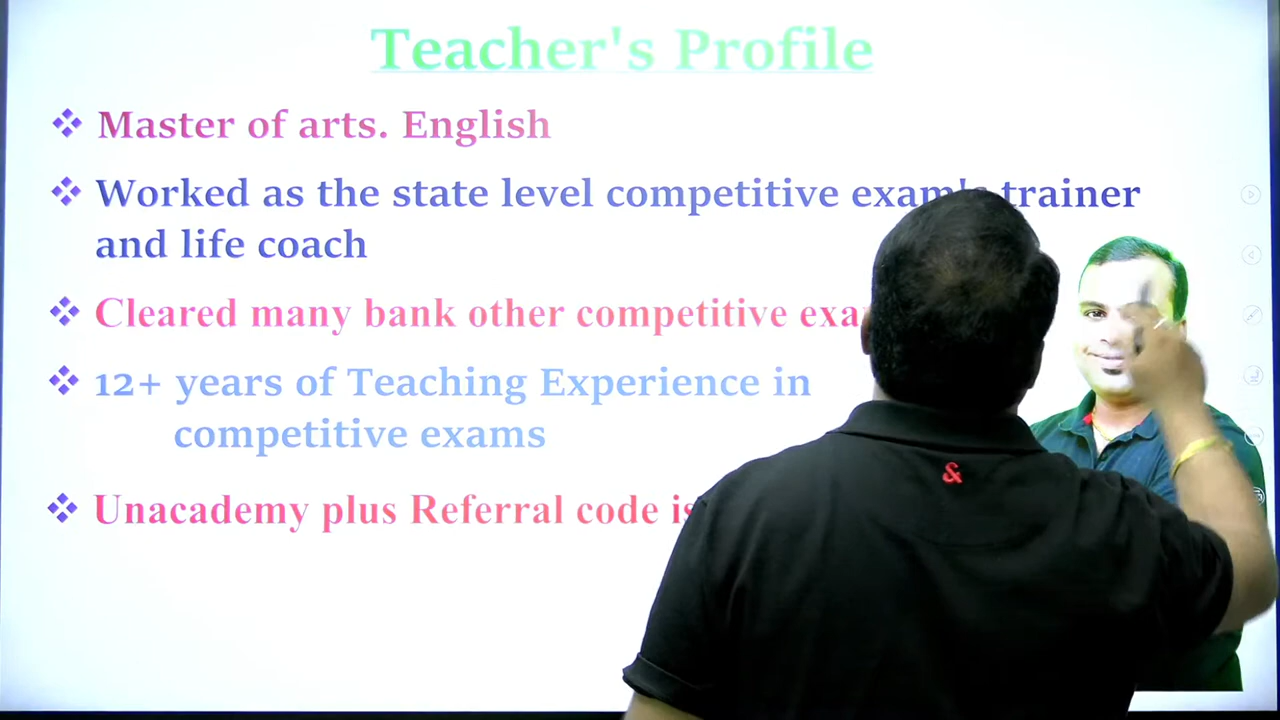 Teacher's Profile
Master of arts. English
Worked as the state level competitive exam's trainer
and life coach
Cleared many bank other competitive
12+ years of Teaching Experience in
competitive exams
Unacademy plus Referral code is
&